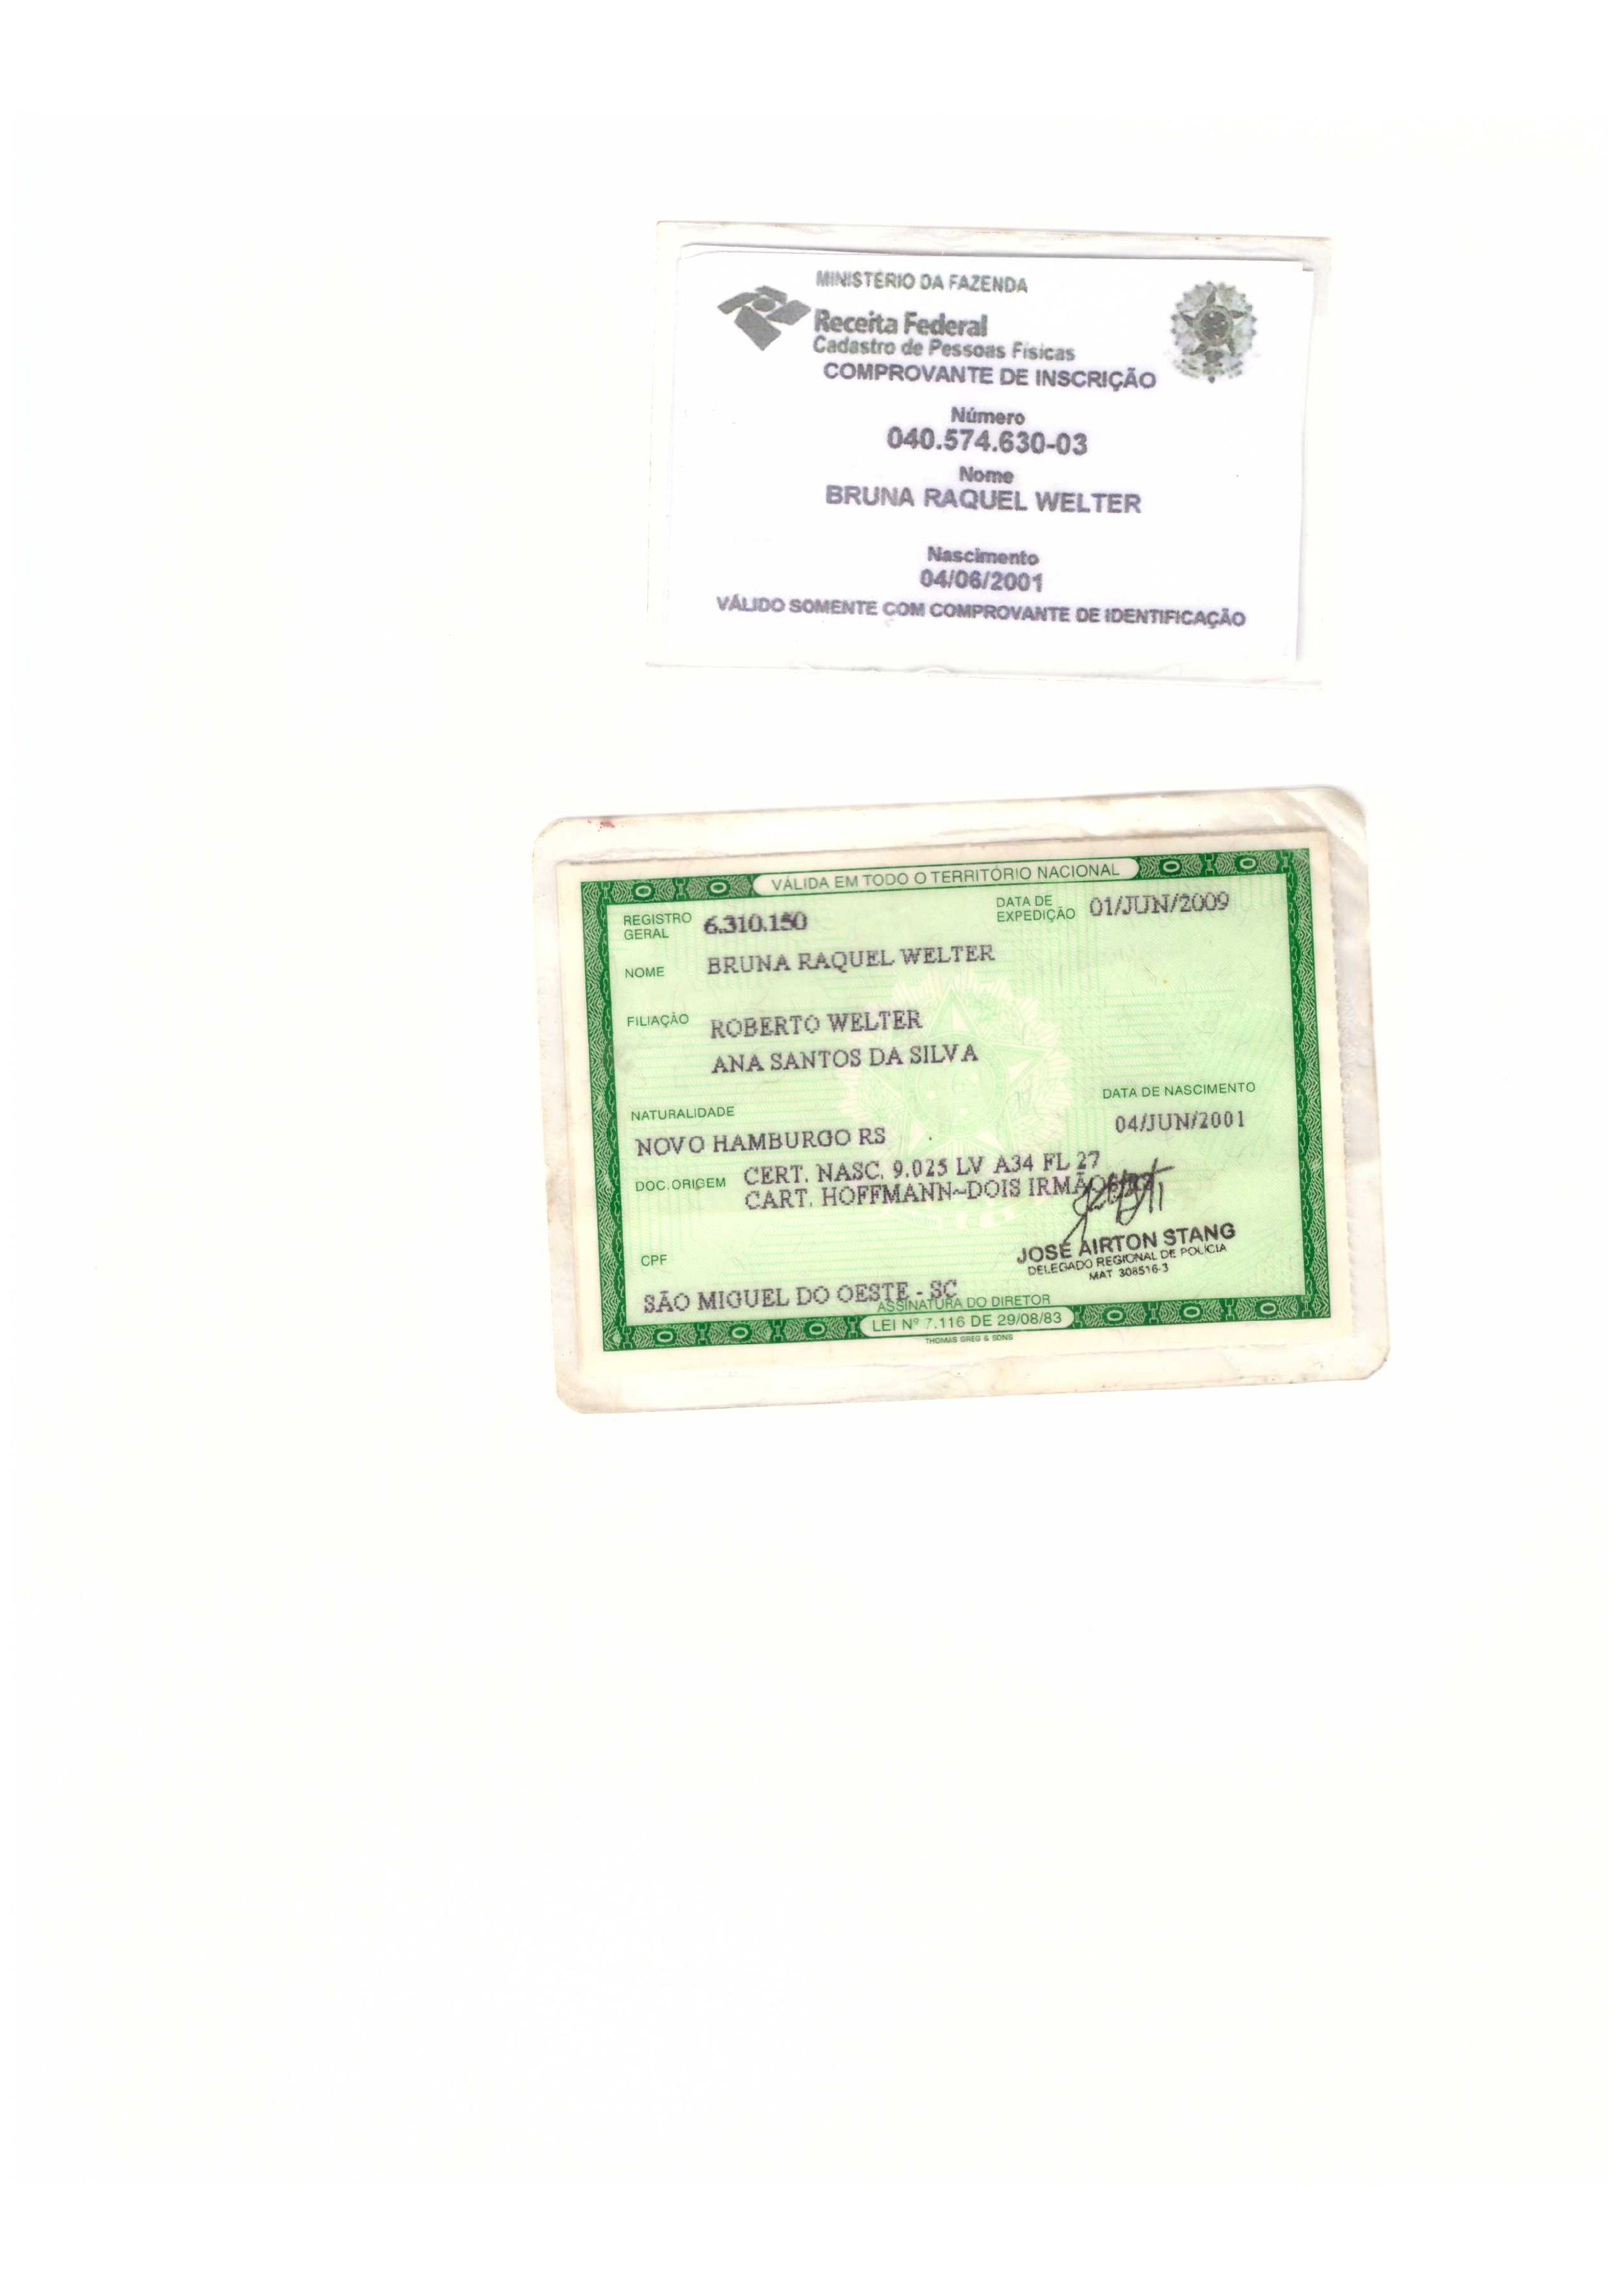 MINISTÉRIO DA FAZENDA
Receita Federal
Cadastro de Pessoas Físicas
COMPROVANTE DE INSCRIÇÃO
Número
040.574.630-03
Nome
BRUNA RAQUEL WELTER
Nascimento
04/06/2001
VÁLIDO SOMENTE COM COMPROVANTE DE IDENTIFICAÇÃO
VÁLIDA EM TODO O TERRITÓRIO NACIONAL
REGISTRO GERAL 6.310.150 DATA DE EXPEDIÇÃO 01/JUN/2009
NOME BRUNA RAQUEL WELTER
FILIAÇÃO ROBERTO WELTER
ANA SANTOS DA SILVA
DATA DE NASCIMENTO
NATURALIDADE
04/JUN/2001
NOVO HAMBURGO RS
DOC. ORIGEM CERT. NASC. 9.025 LV A34 FL 27
CART. HOFFMANN~DOIS IRMÃOS
JOSÉ AIRTON STANG
DELEGADO REGIONAL DE POLÍCIA
MAT 308516-3
CPF
SÃO MIGUEL DO OESTE - SC
ASSINATURA DO DIRETOR
LEI Nº 7.116 DE 29/08/83
THOMAS GREG & SONS